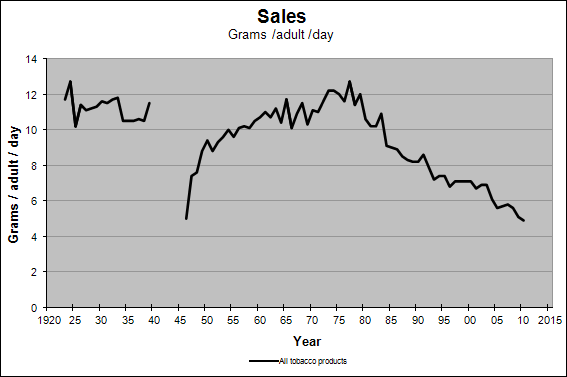 Sales
Grams /adult /day
14
12
10
8
6
4
2
0
Grams / adult / day
1920 25 30 35 40 45 50 55 60 65 70 75 80 85 90 95 00 05 10 2015
Year
All tobacco products